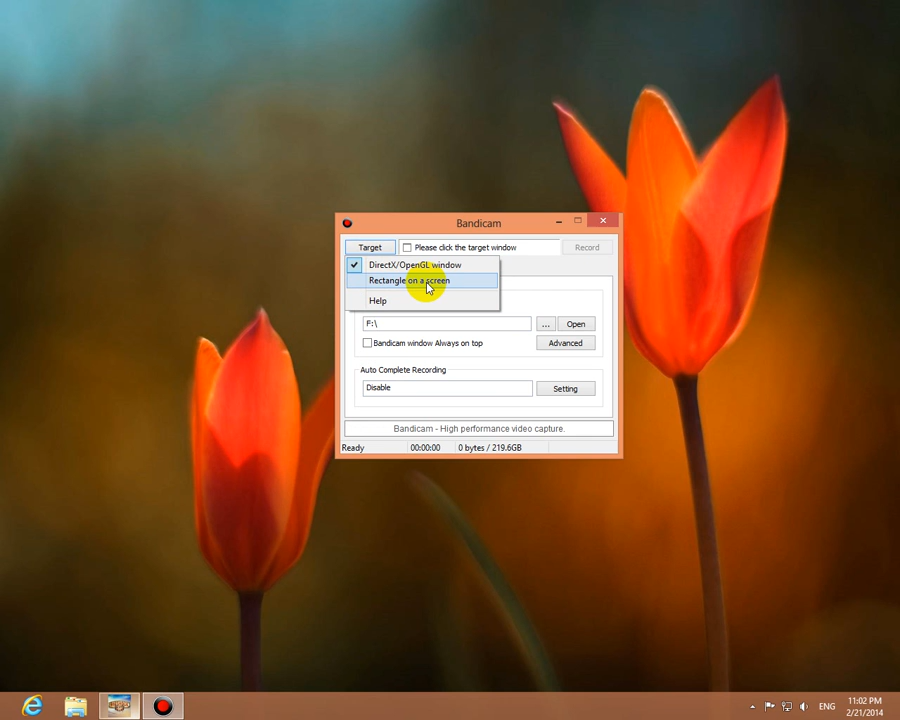 Bandicam
Target
Please click the target window
Record
DirectX/OpenGL window
Rectangle on a screen
Help
F:\
...
Open
Bandicam window Always on top
Advanced
Auto Complete Recording
Disable
Setting
Bandicam - High performance video capture.
Ready 00:00:00 0 bytes / 219.6GB
ENG
11:02 PM
2/21/2014